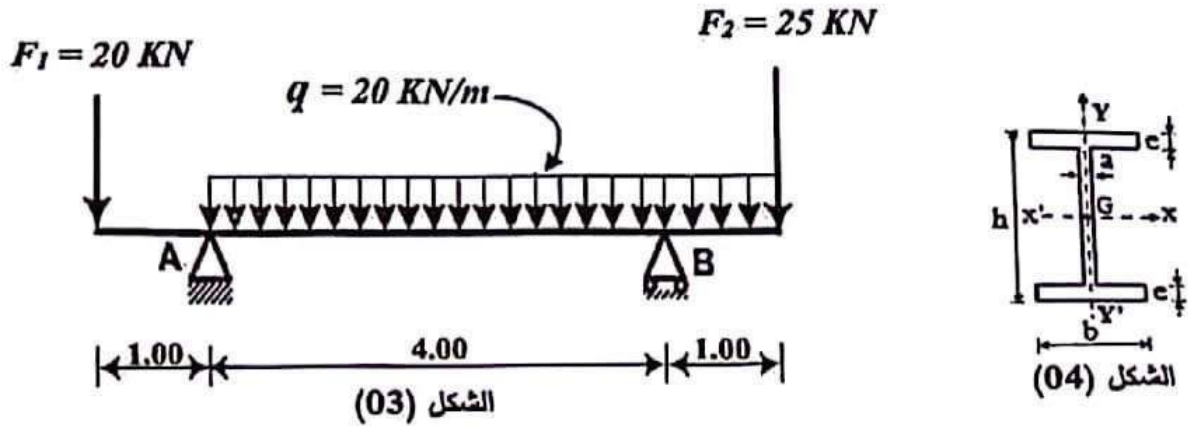 F₁ = 20 KN
F₂ = 25 KN
q = 20 KN/m
A
B
1.00
4.00
1.00
الشكل (03)
Y
e
a
h
X'
G
X
e
Y'
b
الشكل (04)